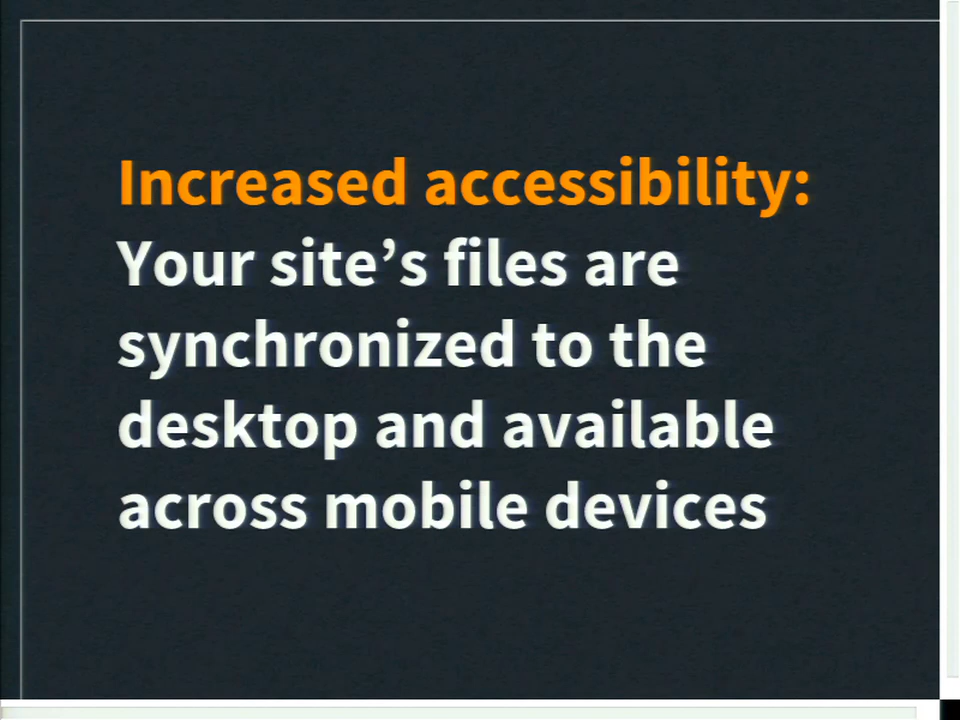 Increased accessibility:
Your site’s files are
synchronized to the
desktop and available
across mobile devices